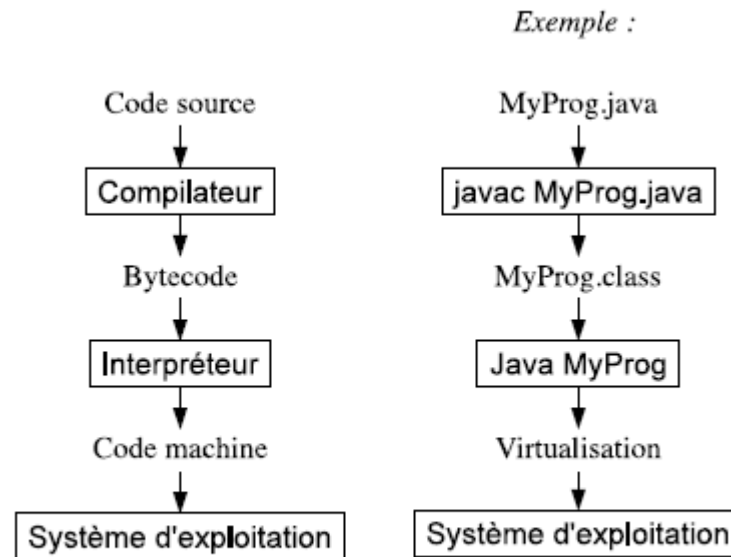 Exemple :
Code source
MyProg.java
Compilateur
javac MyProg.java
Bytecode
MyProg.class
Interpréteur
Java MyProg
Code machine
Virtualisation
Système d'exploitation
Système d'exploitation